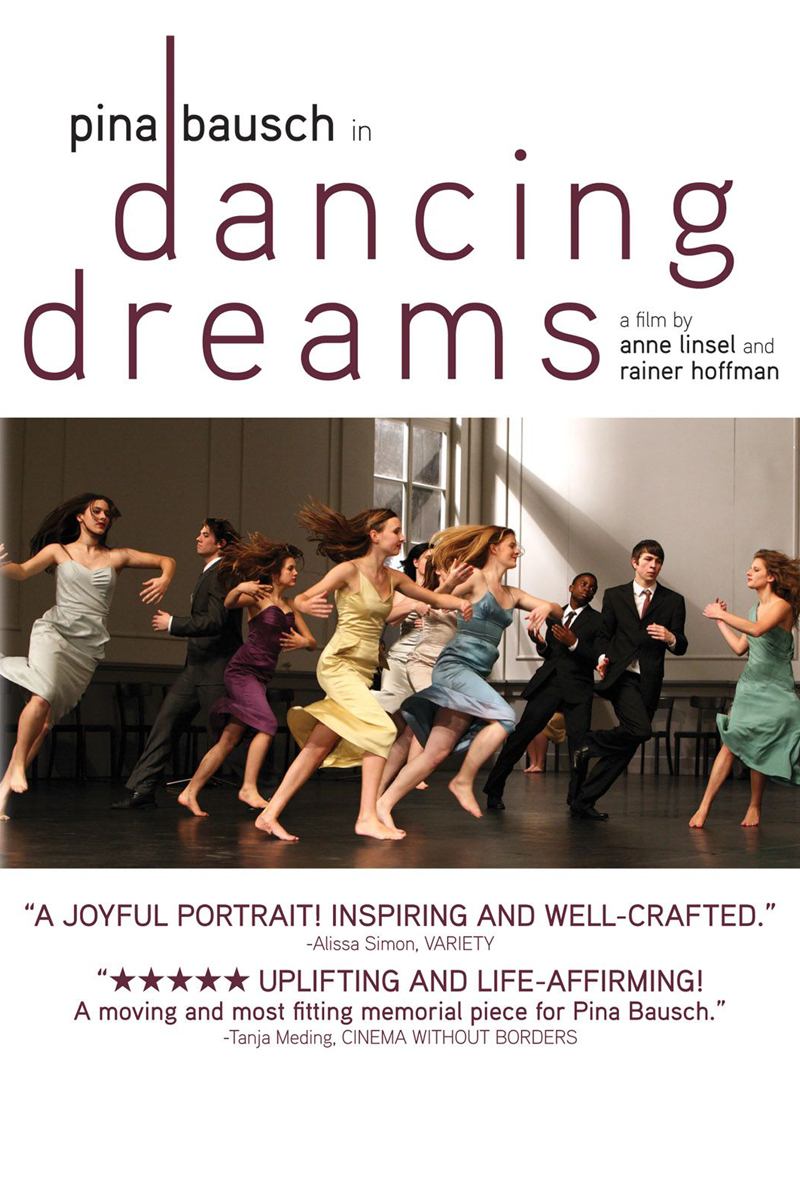 pina bausch in
dancing
dreams
a film by
anne linsel and
rainer hoffman
“A JOYFUL PORTRAIT! INSPIRING AND WELL-CRAFTED.”
-Alissa Simon, VARIETY
“★★★★★ UPLIFTING AND LIFE-AFFIRMING!
A moving and most fitting memorial piece for Pina Bausch.”
-Tanja Meding, CINEMA WITHOUT BORDERS